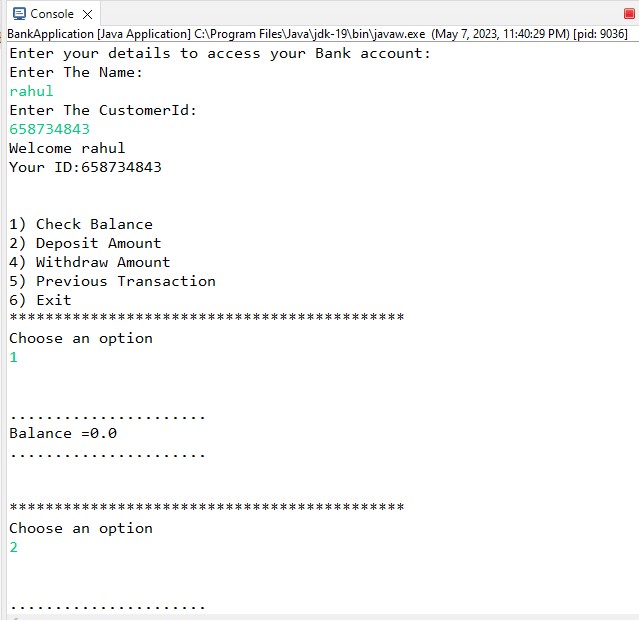 Console
BankApplication [Java Application] C:\Program Files\Java\jdk-19\bin\javaw.exe (May 7, 2023, 11:40:29 PM) [pid: 9036]
Enter your details to access your Bank account:
Enter The Name:
rahul
Enter The CustomerId:
658734843
Welcome rahul
Your ID:658734843
1) Check Balance
2) Deposit Amount
4) Withdraw Amount
5) Previous Transaction
6) Exit
********************************************
Choose an option
1
......................
Balance =0.0
......................
********************************************
Choose an option
2
......................